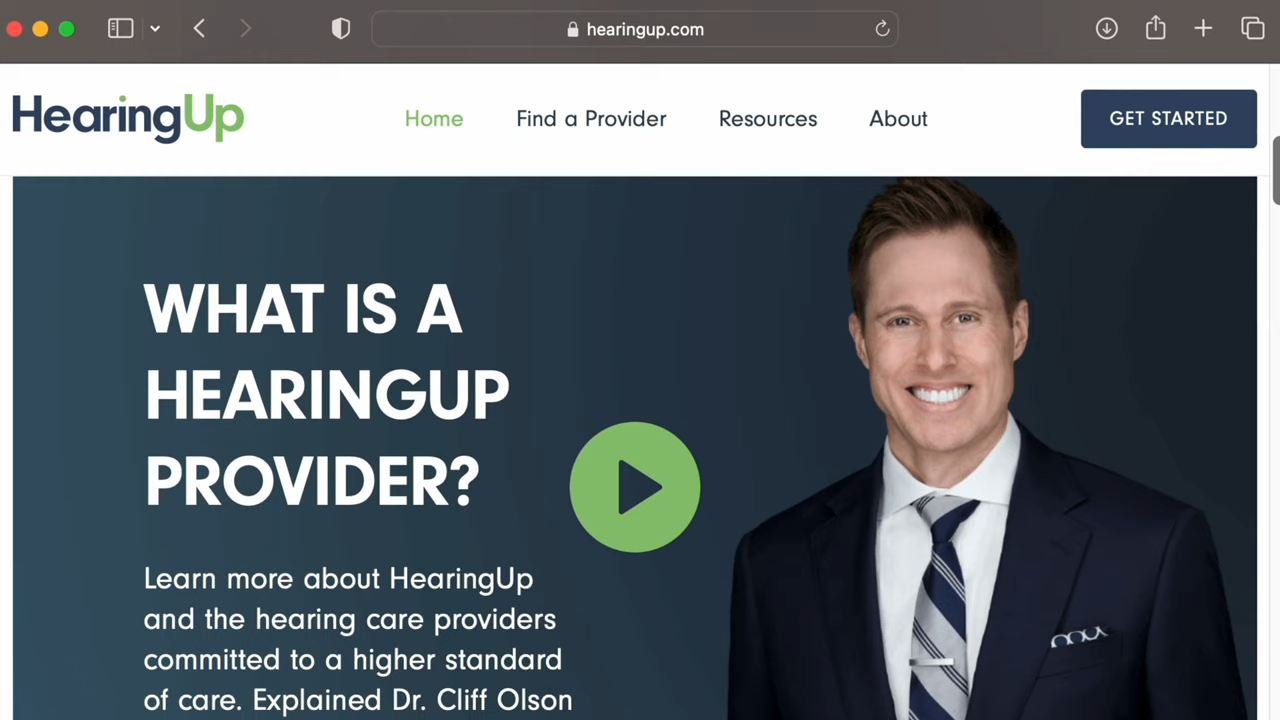 hearingup.com
HearingUp
Home
Find a Provider
Resources
About
GET STARTED
WHAT IS A
HEARINGUP
PROVIDER?
Learn more about HearingUp
and the hearing care providers
committed to a higher standard
of care. Explained Dr. Cliff Olson